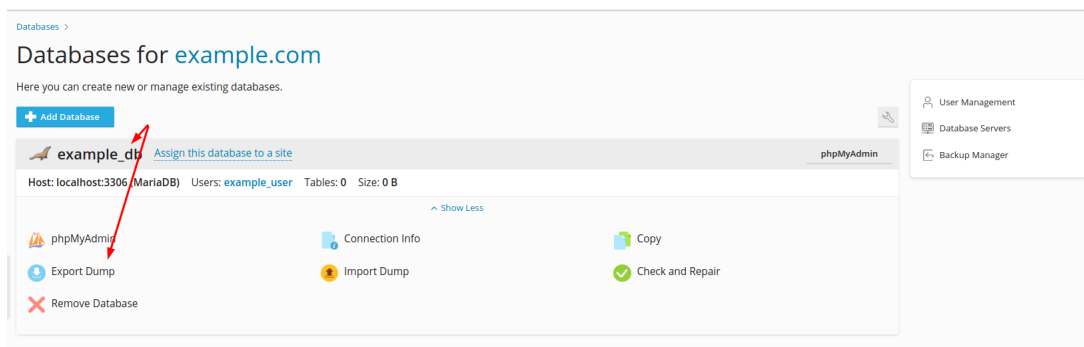 Databases >
Databases for example.com
Here you can create new or manage existing databases.
Add Database
example_db Assign this database to a site phpMyAdmin
Host: localhost:3306 (MariaDB) Users: example_user Tables: 0 Size: 0 B
Show Less
phpMyAdmin Connection Info Copy
Export Dump Import Dump Check and Repair
Remove Database
User Management
Database Servers
Backup Manager